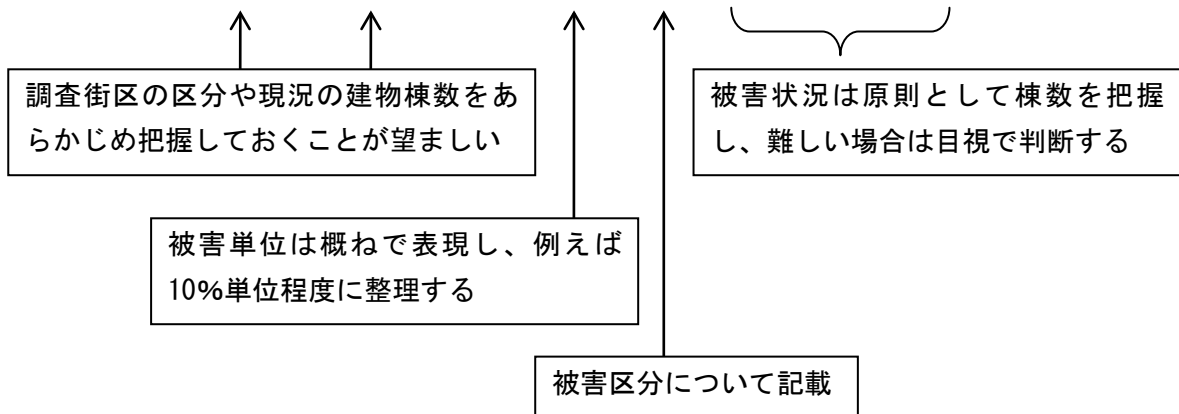 調査街区の区分や現況の建物棟数をあ
らかじめ把握しておくことが望ましい
被害状況は原則として棟数を把握
し、難しい場合は目視で判断する
被害単位は概ねで表現し、例えば
10%単位程度に整理する
被害区分について記載